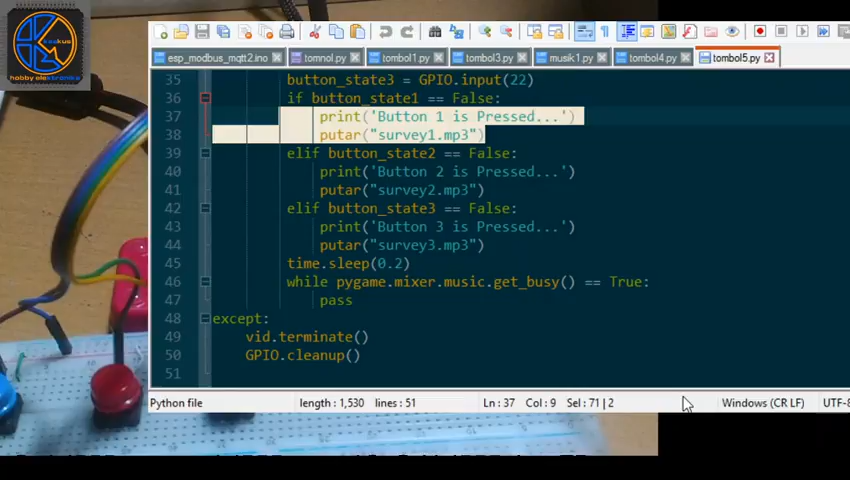 kaskus
hobby elektronika
esp_modbus_mqtt2.ino
tomnol.py
tombol1.py
tombol3.py
musik1.py
tombol4.py
tombol5.py
35 button_state3 = GPIO.input(22)
36 if button_state1 == False:
37 print('Button 1 is Pressed...')
38 putar("survey1.mp3")
39 elif button_state2 == False:
40 print('Button 2 is Pressed...')
41 putar("survey2.mp3")
42 elif button_state3 == False:
43 print('Button 3 is Pressed...')
44 putar("survey3.mp3")
45 time.sleep(0.2)
46 while pygame.mixer.music.get_busy() == True:
47 pass
48 except:
49 vid.terminate()
50 GPIO.cleanup()
51
Python file length : 1,530 lines : 51 Ln : 37 Col : 9 Sel : 71 | 2 Windows (CR LF) UTF-8